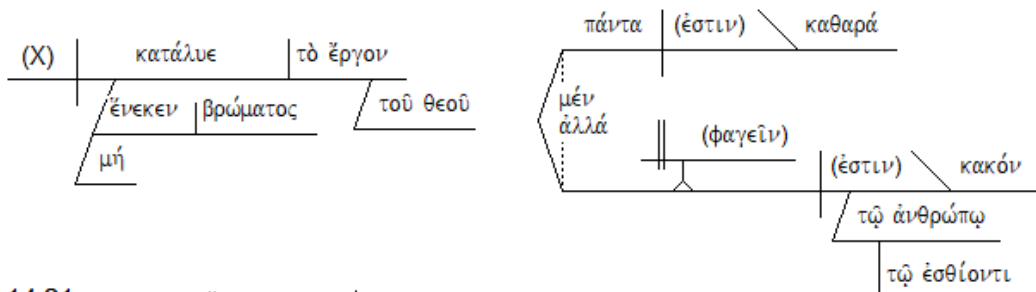 (X) κατάλυε τὸ ἔργον
ἕνεκεν βρώματος τοῦ θεοῦ
μή
πάντα (ἐστιν) καθαρά
μέν
ἀλλά
(φαγεῖν)
(ἐστιν) κακόν
τῷ ἀνθρώπῳ
τῷ ἐσθίοντι